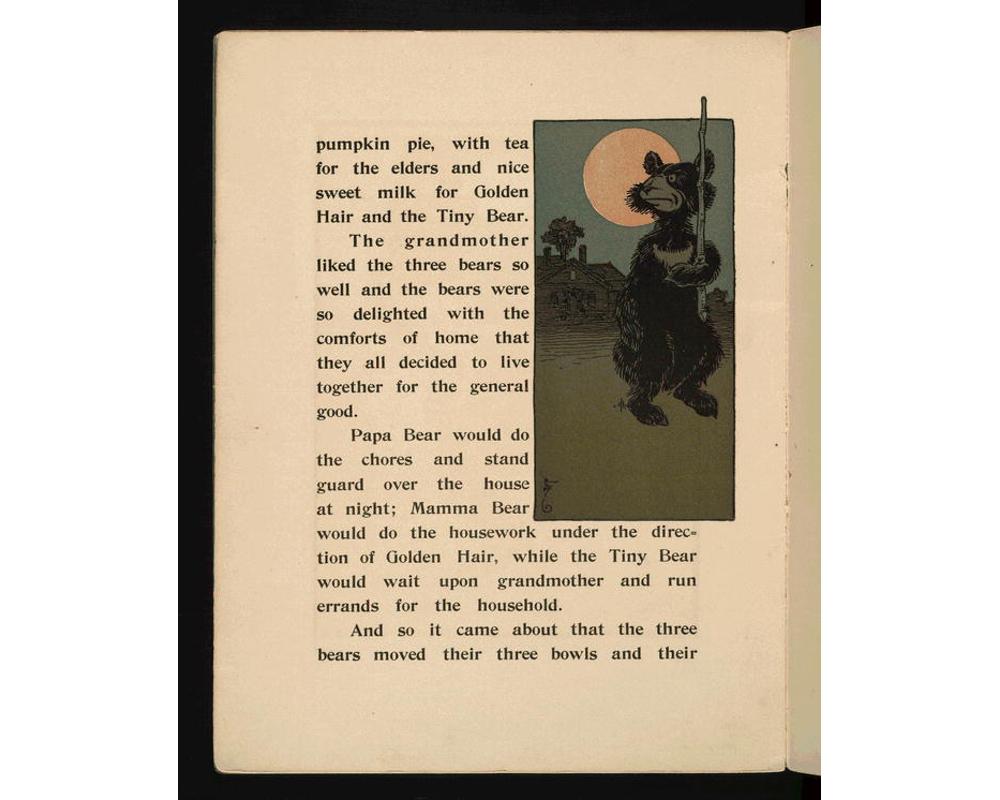 pumpkin pie, with tea
for the elders and nice
sweet milk for Golden
Hair and the Tiny Bear.
The grandmother
liked the three bears so
well and the bears were
so delighted with the
comforts of home that
they all decided to live
together for the general
good.
Papa Bear would do
the chores and stand
guard over the house
at night; Mamma Bear
would do the housework under the direc=
tion of Golden Hair, while the Tiny Bear
would wait upon grandmother and run
errands for the household.
And so it came about that the three
bears moved their three bowls and their